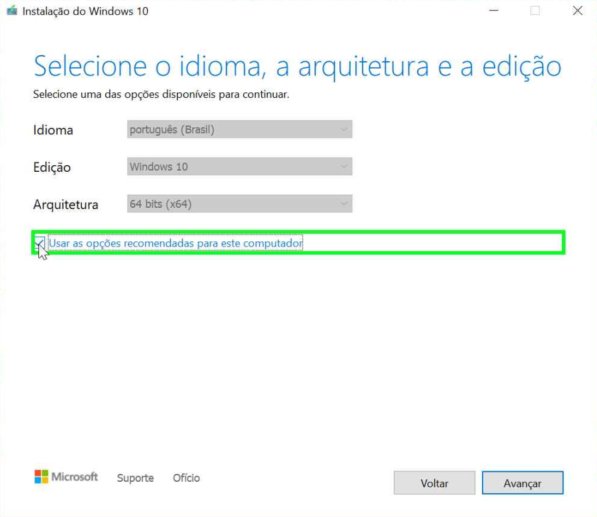 Instalação do Windows 10
Selecione o idioma, a arquitetura e a edição
Selecione uma das opções disponíveis para continuar.
Idioma
português (Brasil)
Edição
Windows 10
Arquitetura
64 bits (x64)
Usar as opções recomendadas para este computador
Microsoft Suporte Ofício
Voltar Avançar